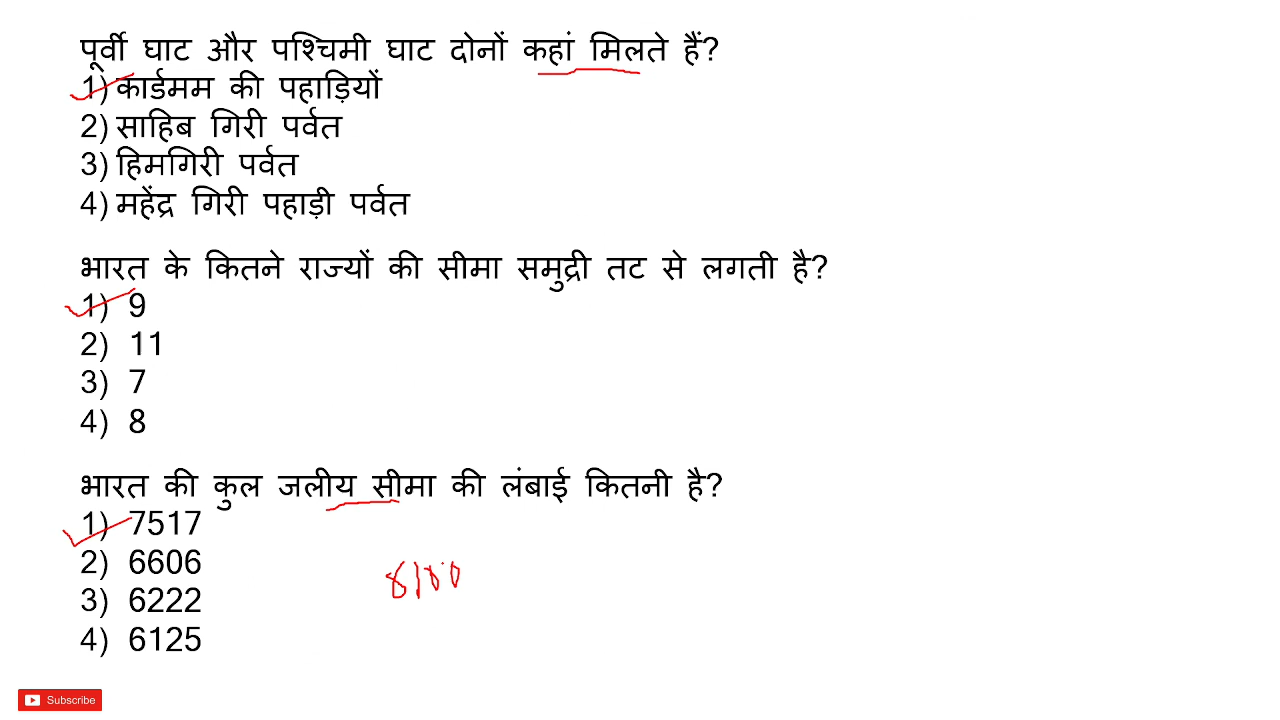 पूर्वी घाट और पश्चिमी घाट दोनों कहां मिलते हैं?
1) कार्डमम की पहाड़ियों
2) साहिब गिरी पर्वत
3) हिमगिरी पर्वत
4) महेंद्र गिरी पहाड़ी पर्वत
भारत के कितने राज्यों की सीमा समुद्री तट से लगती है?
1) 9
2) 11
3) 7
4) 8
भारत की कुल जलीय सीमा की लंबाई कितनी है?
1) 7517
2) 6606
8100
3) 6222
4) 6125
Subscribe